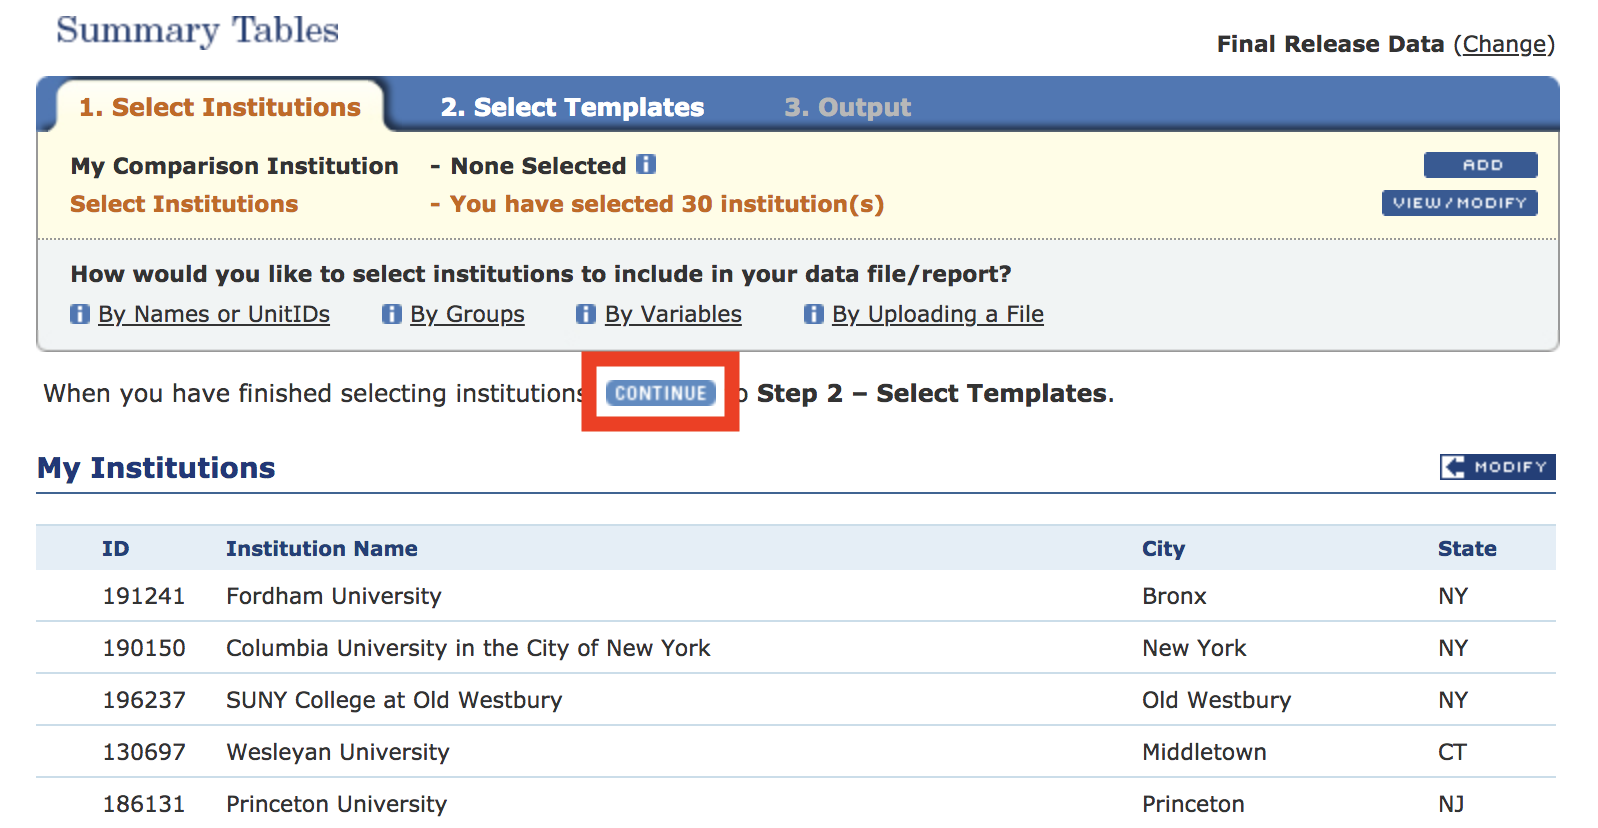 Summary Tables
Final Release Data (Change)
1. Select Institutions 2. Select Templates 3. Output
My Comparison Institution - None Selected i ADD
Select Institutions - You have selected 30 institution(s) VIEW/MODIFY
How would you like to select institutions to include in your data file/report?
i By Names or UnitIDs i By Groups i By Variables i By Uploading a File
When you have finished selecting institutions CONTINUE Step 2 – Select Templates.
My Institutions MODIFY
ID Institution Name City State
191241 Fordham University Bronx NY
190150 Columbia University in the City of New York New York NY
196237 SUNY College at Old Westbury Old Westbury NY
130697 Wesleyan University Middletown CT
186131 Princeton University Princeton NJ